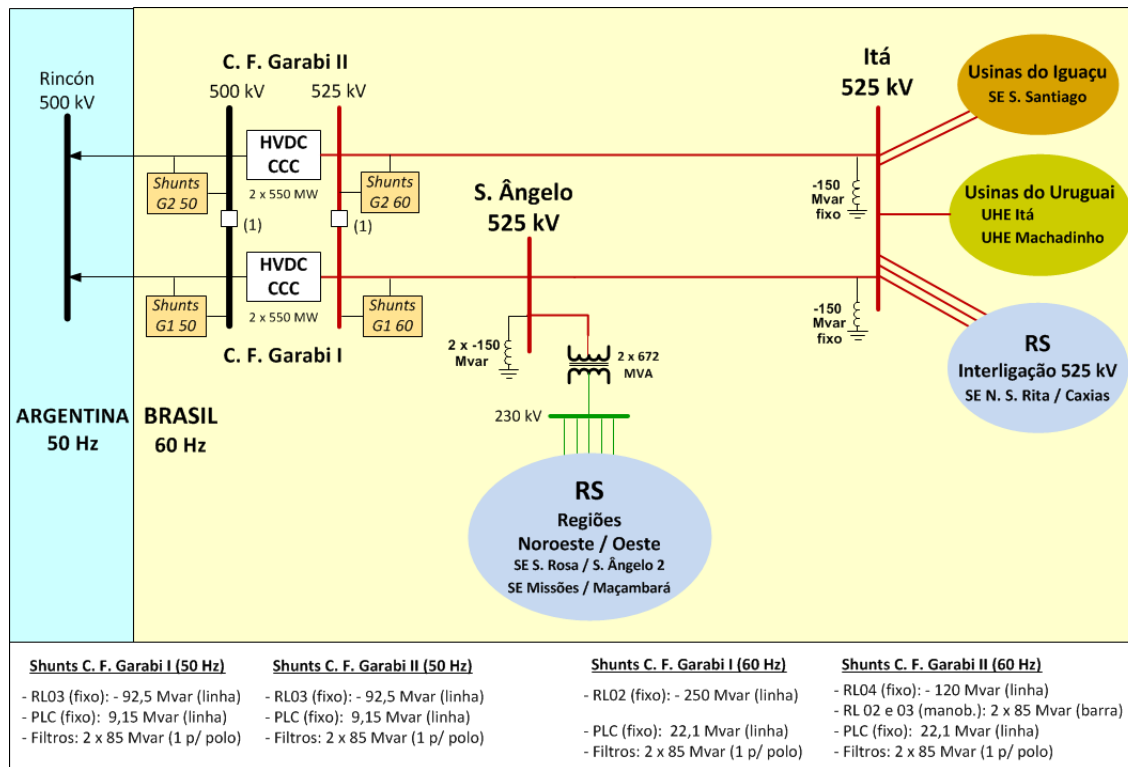 C. F. Garabi II
Rincón
500 kV
500 kV
525 kV
Itá
525 kV
Usinas do Iguaçu
SE S. Santiago
HVDC
CCC
2 x 550 MW
Shunts
G2 50
Shunts
G2 60
(1)
(1)
S. Ângelo
525 kV
-150
Mvar
fixo
Usinas do Uruguai
UHE Itá
UHE Machadinho
HVDC
CCC
2 x 550 MW
Shunts
G1 50
Shunts
G1 60
C. F. Garabi I
2 x -150
Mvar
2 x 672
MVA
-150
Mvar
fixo
RS
Interligação 525 kV
SE N. S. Rita / Caxias
ARGENTINA
50 Hz
BRASIL
60 Hz
230 kV
RS
Regiões
Noroeste / Oeste
SE S. Rosa / S. Ângelo 2
SE Missões / Maçambará
Shunts C. F. Garabi I (50 Hz)
- RL03 (fixo): - 92,5 Mvar (linha)
- PLC (fixo): 9,15 Mvar (linha)
- Filtros: 2 x 85 Mvar (1 p/ polo)
Shunts C. F. Garabi II (50 Hz)
- RL03 (fixo): - 92,5 Mvar (linha)
- PLC (fixo): 9,15 Mvar (linha)
- Filtros: 2 x 85 Mvar (1 p/ polo)
Shunts C. F. Garabi I (60 Hz)
- RL02 (fixo): - 250 Mvar (linha)
- PLC (fixo): 22,1 Mvar (linha)
- Filtros: 2 x 85 Mvar (1 p/ polo)
Shunts C. F. Garabi II (60 Hz)
- RL04 (fixo): - 120 Mvar (linha)
- RL 02 e 03 (manob.): 2 x 85 Mvar (barra)
- PLC (fixo): 22,1 Mvar (linha)
- Filtros: 2 x 85 Mvar (1 p/ polo)